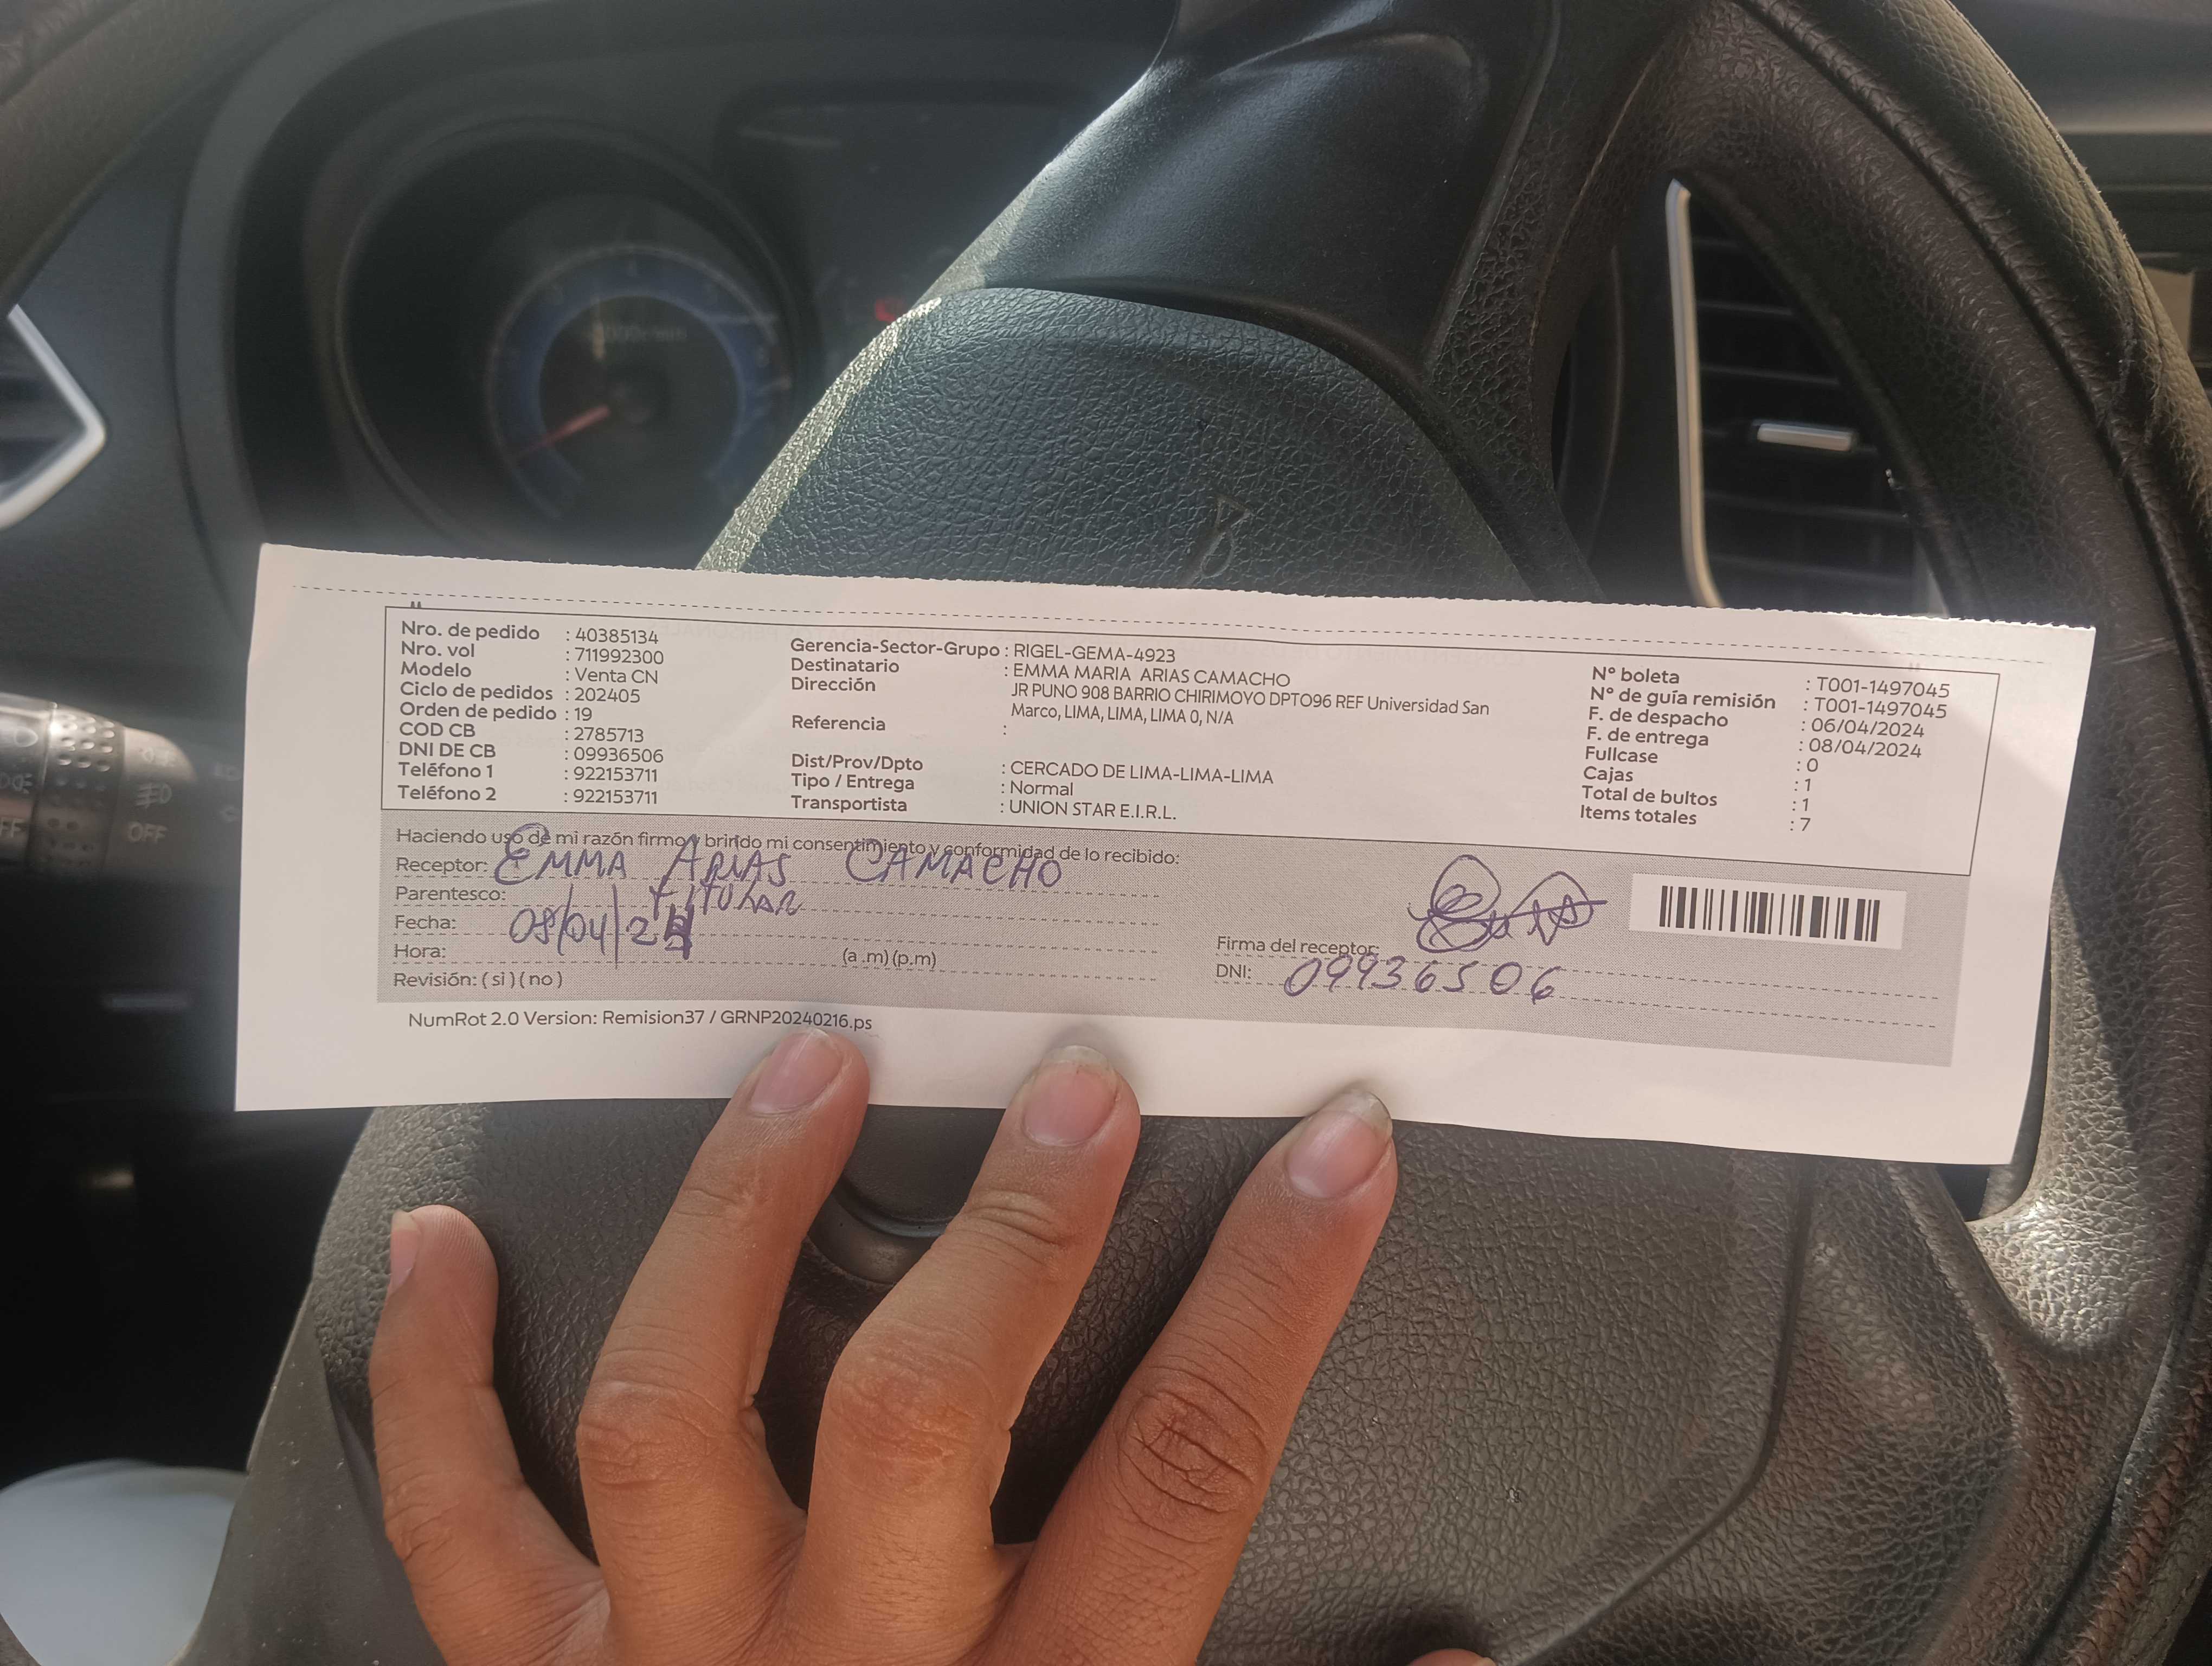 Nro. de pedido : 40385134
Nro. vol : 711992300
Modelo : Venta CN
Ciclo de pedidos : 202405
Orden de pedido : 19
COD CB : 2785713
DNI DE CB : 09936506
Teléfono 1 : 922153711
Teléfono 2 : 922153711
Gerencia-Sector-Grupo : RIGEL-GEMA-4923
Destinatario : EMMA MARIA ARIAS CAMACHO
Dirección JR PUNO 908 BARRIO CHIRIMOYO DPTO96 REF Universidad San
Marco, LIMA, LIMA, LIMA 0, N/A
Referencia :
Dist/Prov/Dpto : CERCADO DE LIMA-LIMA-LIMA
Tipo / Entrega : Normal
Transportista : UNION STAR E.I.R.L.
N° boleta : T001-1497045
N° de guía remisión : T001-1497045
F. de despacho : 06/04/2024
F. de entrega : 08/04/2024
Fullcase : 0
Cajas : 1
Total de bultos : 1
Items totales : 7
Haciendo uso de mi razón firmo y brindo mi consentimiento y conformidad de lo recibido:
Receptor: EMMA ARIAS CAMACHO
Parentesco: TITULAR
Fecha: 08/04/24
Hora: (a .m) (p.m)
Revisión: ( si ) ( no )
Firma del receptor:
DNI: 09936506
NumRot 2.0 Version: Remision37 / GRNP20240216.ps
OFF